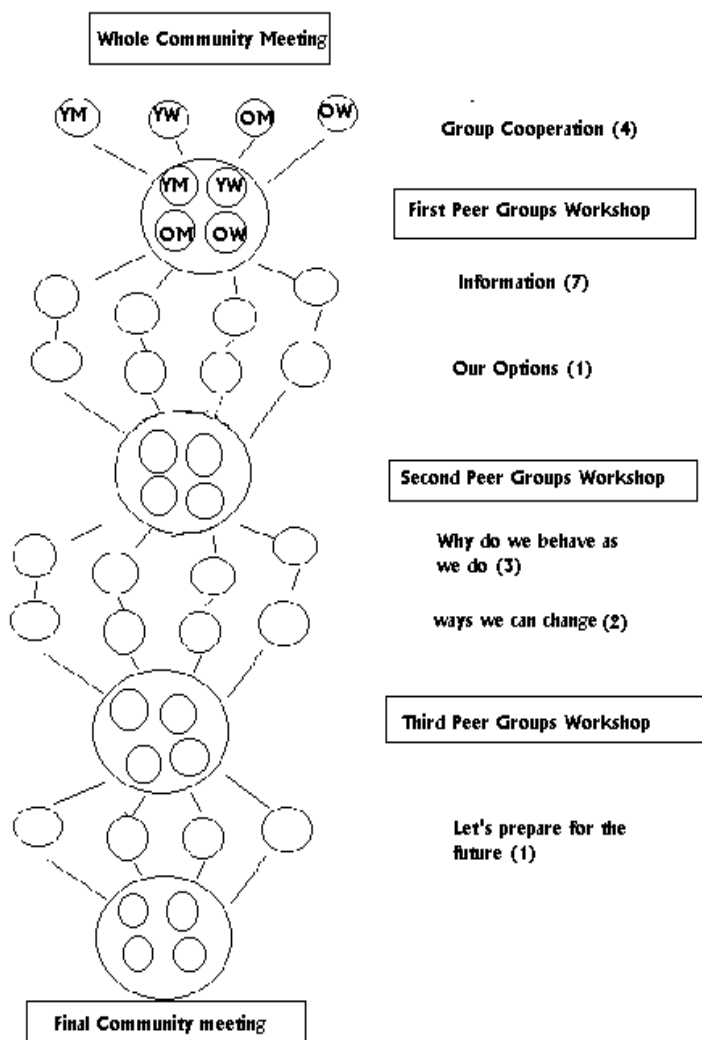 Whole Community Meeting
YM YW OM OW
Group Cooperation (4)
YM YW
First Peer Groups Workshop
OM OW
Information (7)
Our Options (1)
Second Peer Groups Workshop
Why do we behave as
we do (3)
ways we can change (2)
Third Peer Groups Workshop
Let's prepare for the
future (1)
Final Community meeting